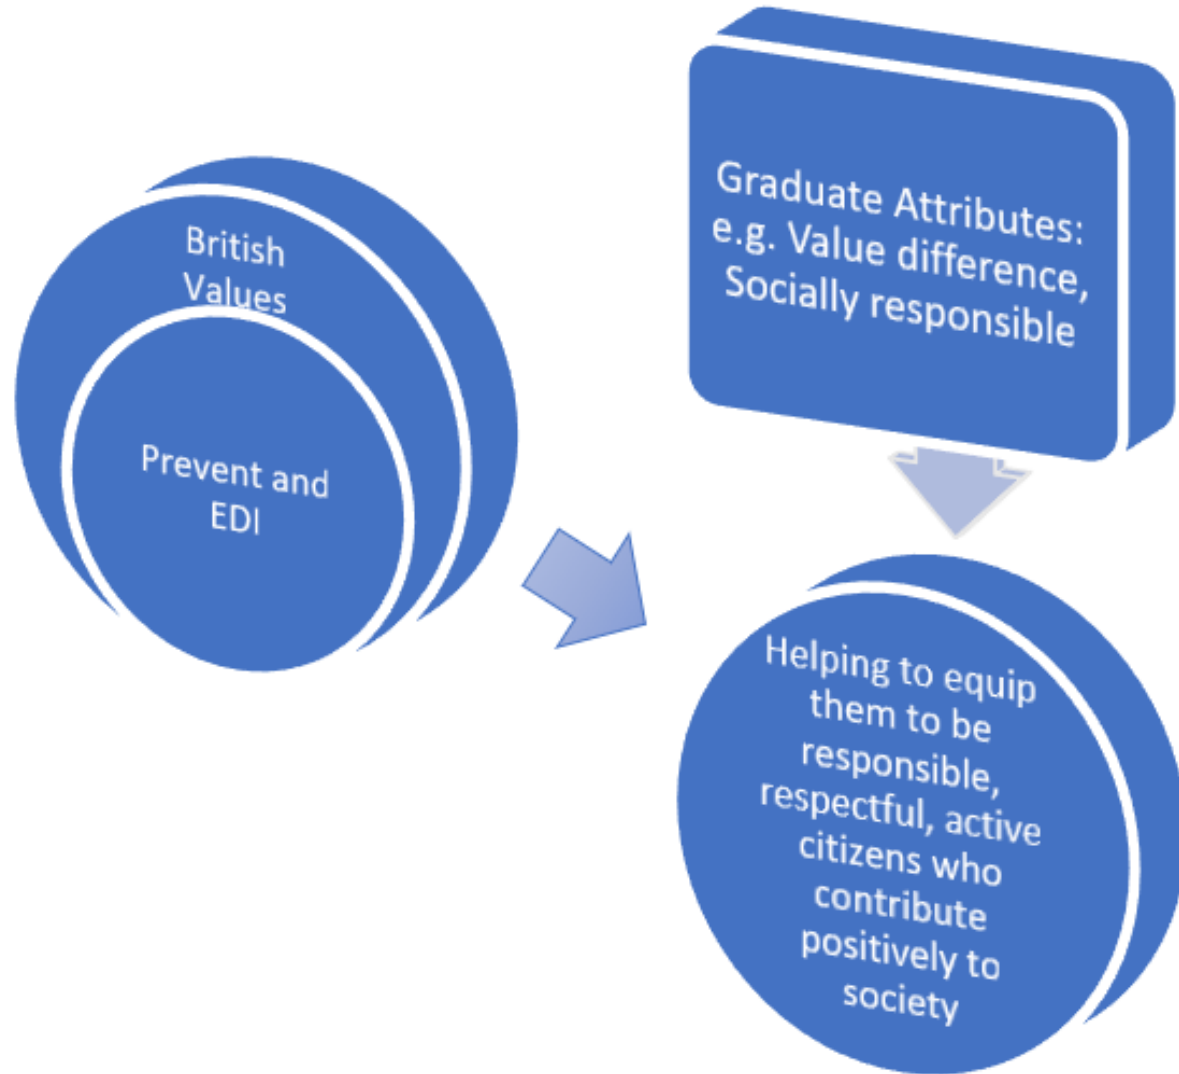 British
Values
Prevent and
EDI
Graduate Attributes:
e.g. Value difference,
Socially responsible
Helping to equip
them to be
responsible,
respectful, active
citizens who
contribute
positively to
society